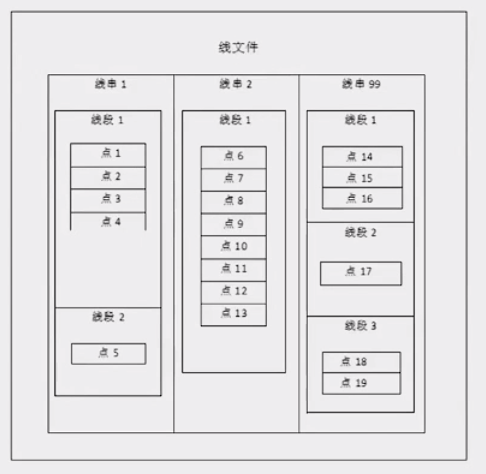 线文件
线串 1
线段 1
点 1
点 2
点 3
点 4
线段 2
点 5
线串 2
线段 1
点 6
点 7
点 8
点 9
点 10
点 11
点 12
点 13
线串 99
线段 1
点 14
点 15
点 16
线段 2
点 17
线段 3
点 18
点 19